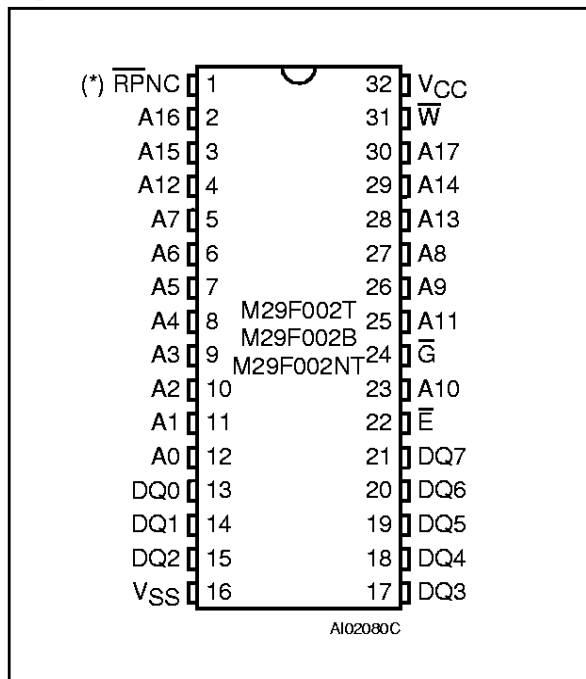 (*) R̅P̅NC 1 32 VCC
A16 2 31 W̅
A15 3 30 A17
A12 4 29 A14
A7 5 28 A13
A6 6 27 A8
A5 7 26 A9
A4 8 25 A11
A3 9 24 G̅
A2 10 23 A10
A1 11 22 E̅
A0 12 21 DQ7
DQ0 13 20 DQ6
DQ1 14 19 DQ5
DQ2 15 18 DQ4
VSS 16 17 DQ3
M29F002T
M29F002B
M29F002NT
AI02080C